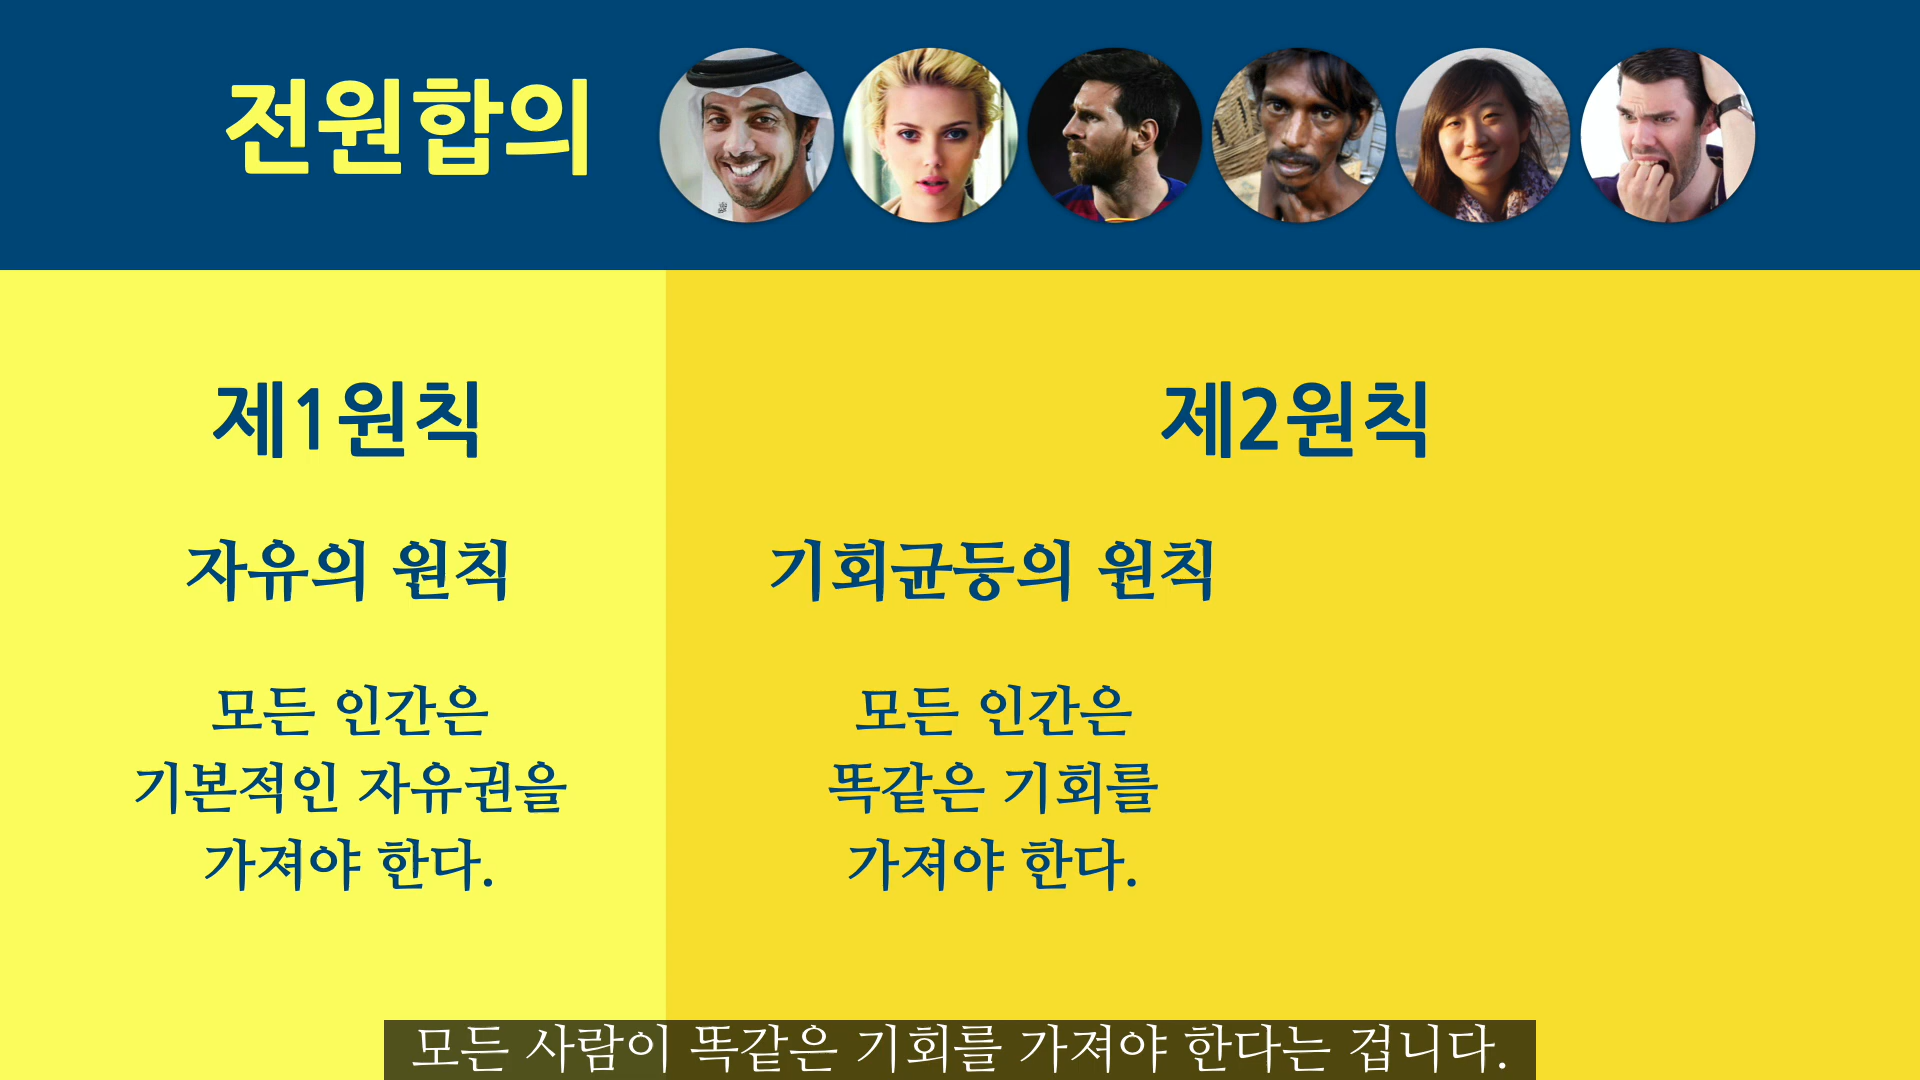 전원합의
제1원칙
자유의 원칙
모든 인간은
기본적인 자유권을
가져야 한다.
제2원칙
기회균등의 원칙
모든 인간은
똑같은 기회를
가져야 한다.
모든 사람이 똑같은 기회를 가져야 한다는 겁니다.